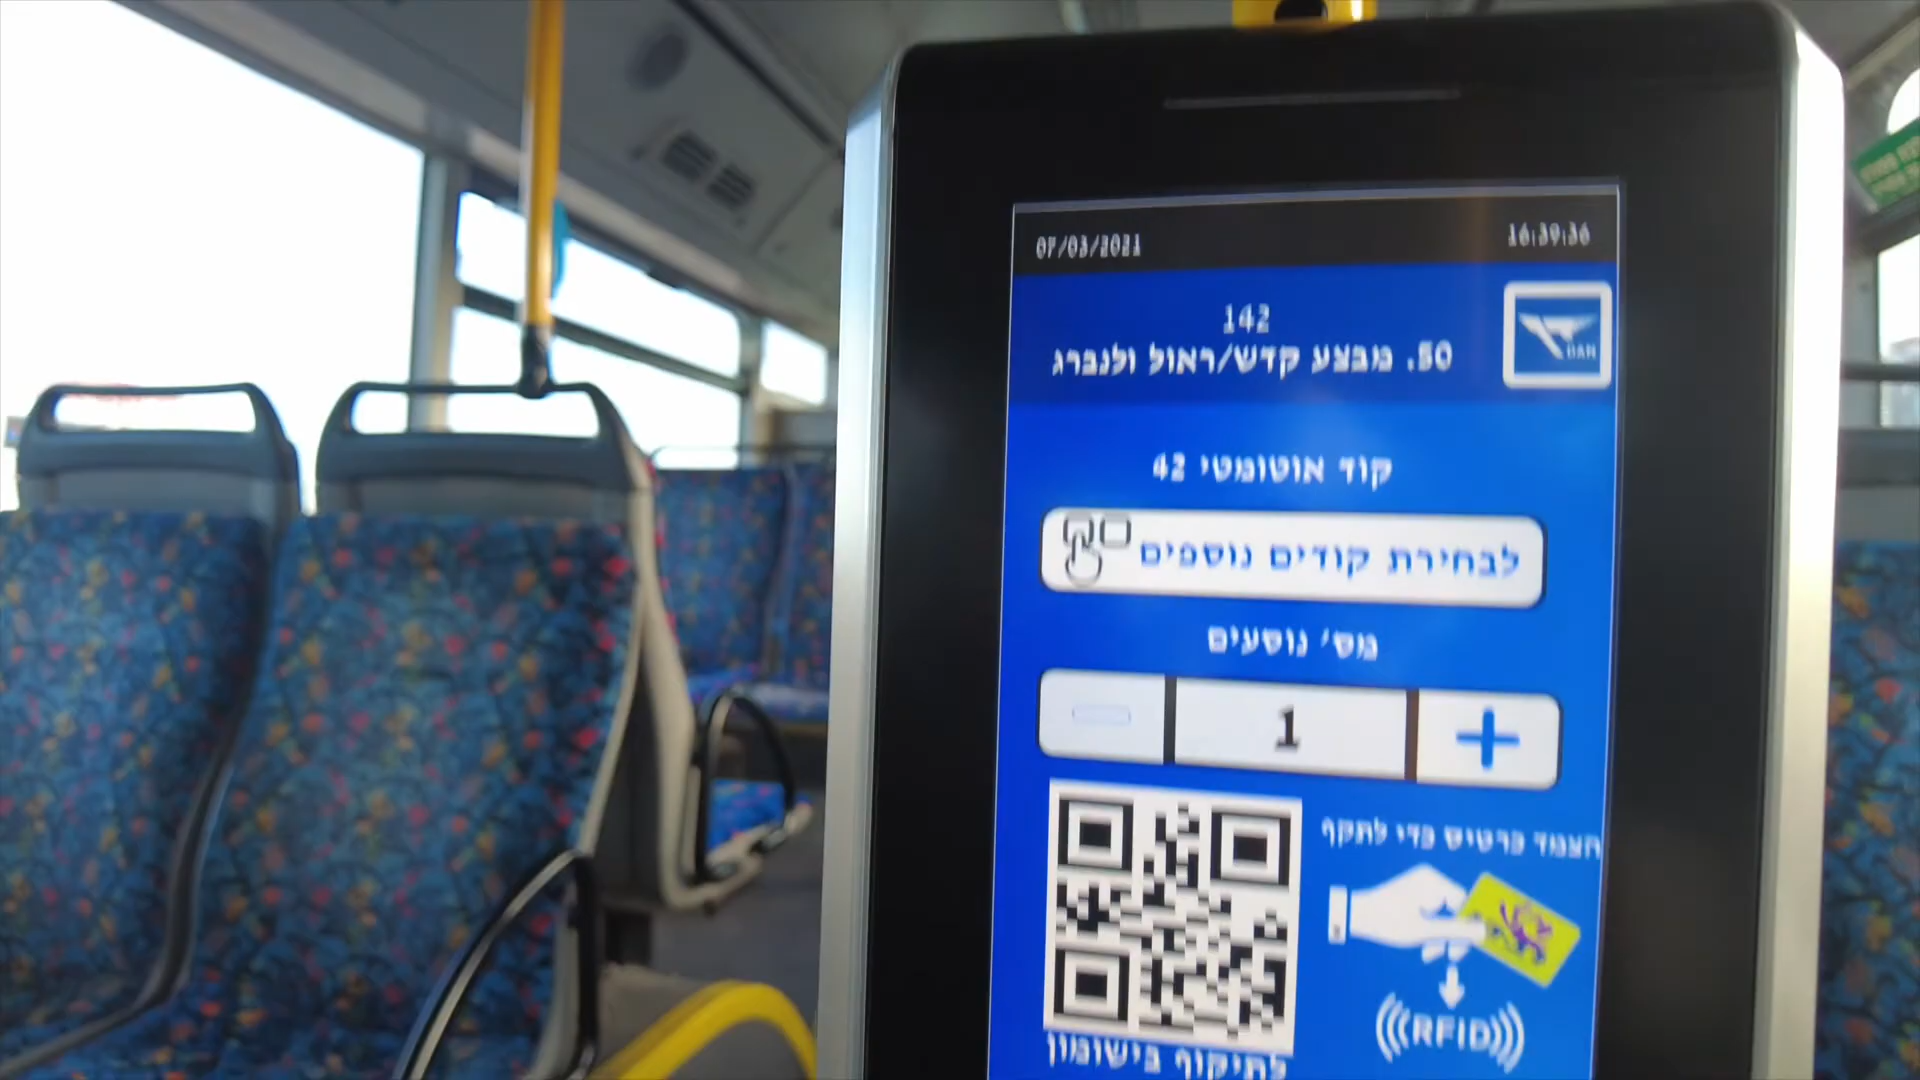 07/03/2021
16:39:36
142
50. מבצע קדש/ראול ולנברג
DAN
קוד אוטומטי 42
לבחירת קודים נוספים
מס' נוסעים
1
הצמד כרטיס כדי לתקף
RFID
לתיקוף בישומון